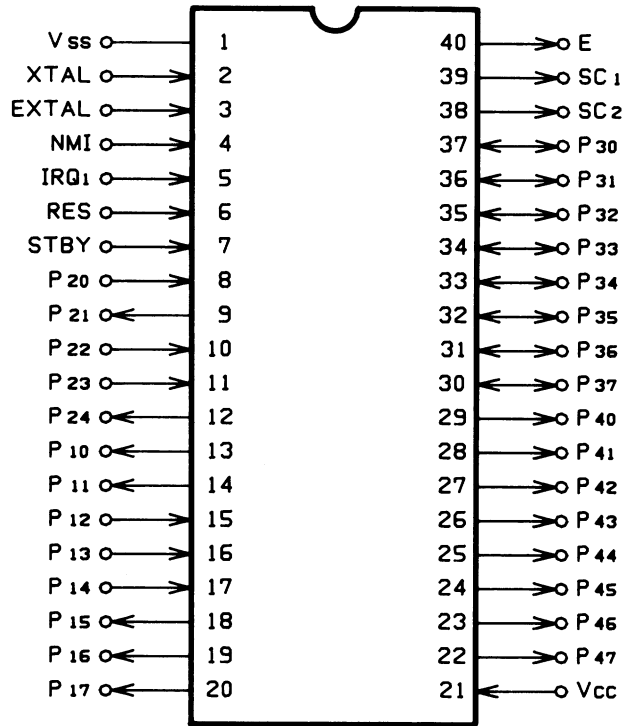 Vss 1 40 E
XTAL 2 39 SC1
EXTAL 3 38 SC2
NMI 4 37 P30
IRQ1 5 36 P31
RES 6 35 P32
STBY 7 34 P33
P20 8 33 P34
P21 9 32 P35
P22 10 31 P36
P23 11 30 P37
P24 12 29 P40
P10 13 28 P41
P11 14 27 P42
P12 15 26 P43
P13 16 25 P44
P14 17 24 P45
P15 18 23 P46
P16 19 22 P47
P17 20 21 Vcc